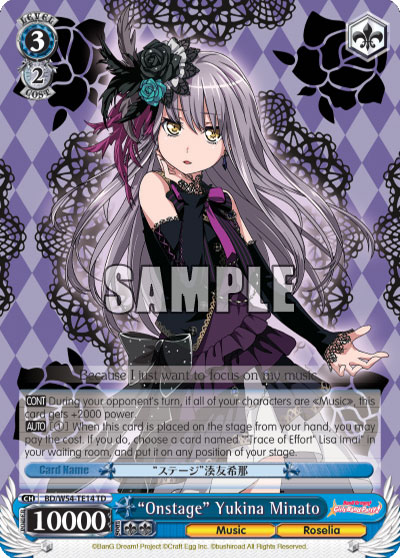 LEVEL
3
2
COST
SAMPLE
Because I just want to focus on my music.
CONT During your opponent's turn, if all of your characters are <Music>, this
card gets +2000 power.
AUTO [①] When this card is placed on the stage from your hand, you may
pay the cost. If you do, choose a card named "“Trace of Effort” Lisa Imai" in
your waiting room, and put it on any position of your stage.
Card Name
“ステージ”湊友希那
CH
BD/W54-TE14 TD
10000
“Onstage” Yukina Minato
Music
Roselia
©BanG Dream! Project ©Craft Egg Inc. ©bushiroad All Rights Reserved.